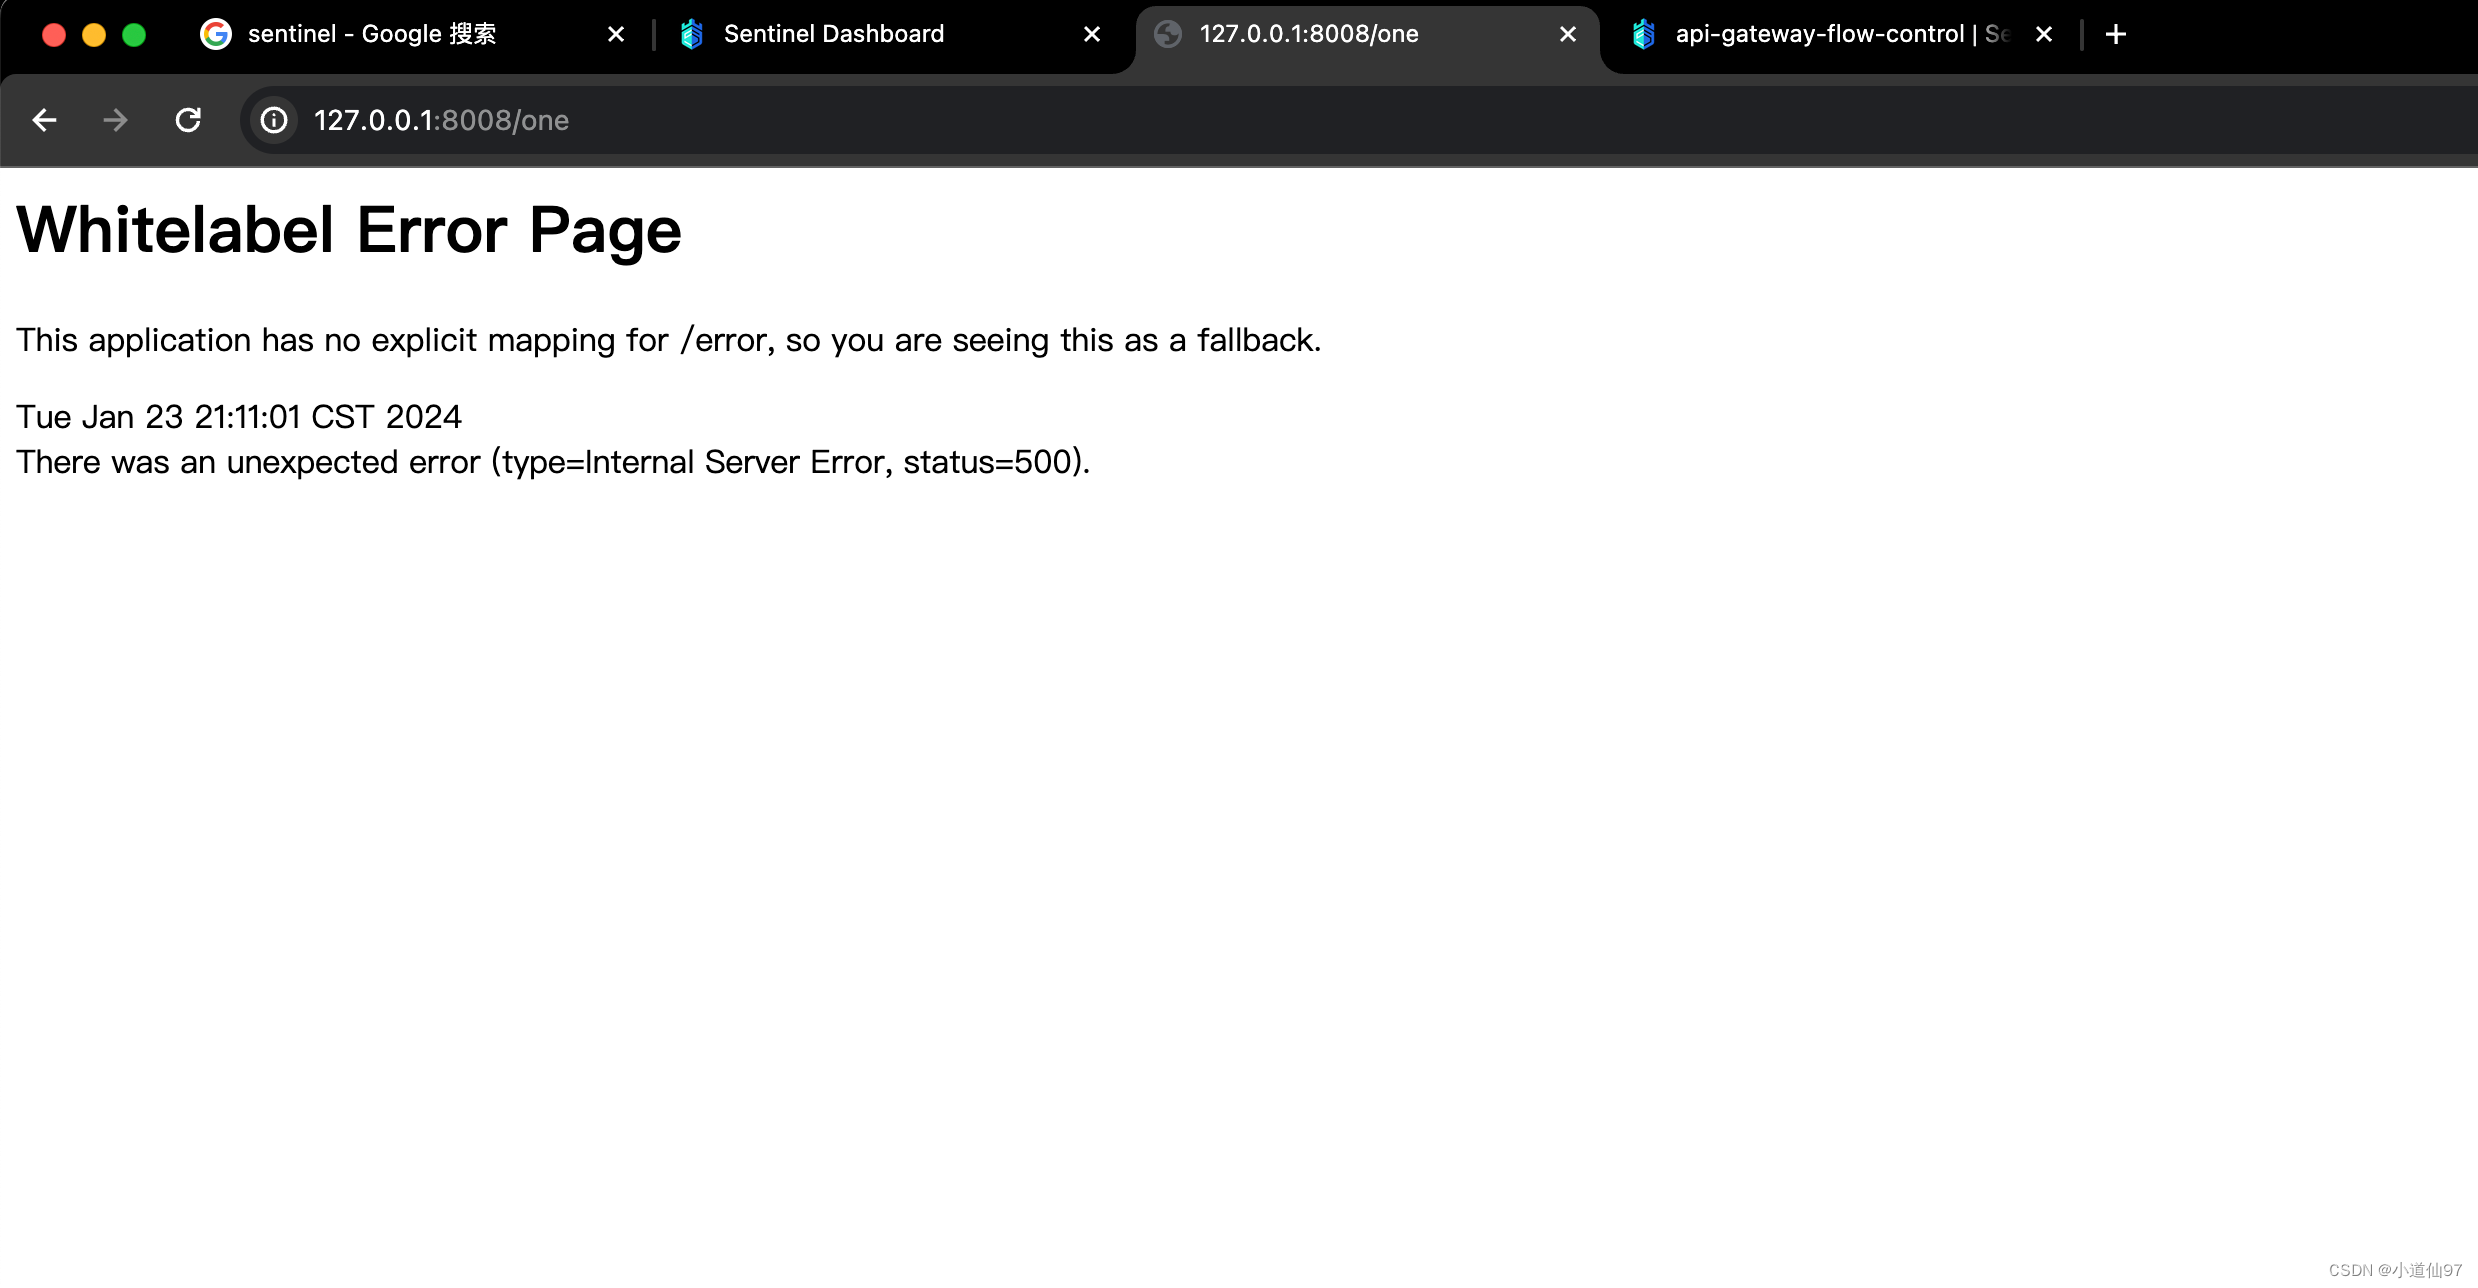 sentinel - Google 搜索
Sentinel Dashboard
127.0.0.1:8008/one
api-gateway-flow-control | Se
127.0.0.1:8008/one
Whitelabel Error Page
This application has no explicit mapping for /error, so you are seeing this as a fallback.
Tue Jan 23 21:11:01 CST 2024
There was an unexpected error (type=Internal Server Error, status=500).
CSDN @小道仙97